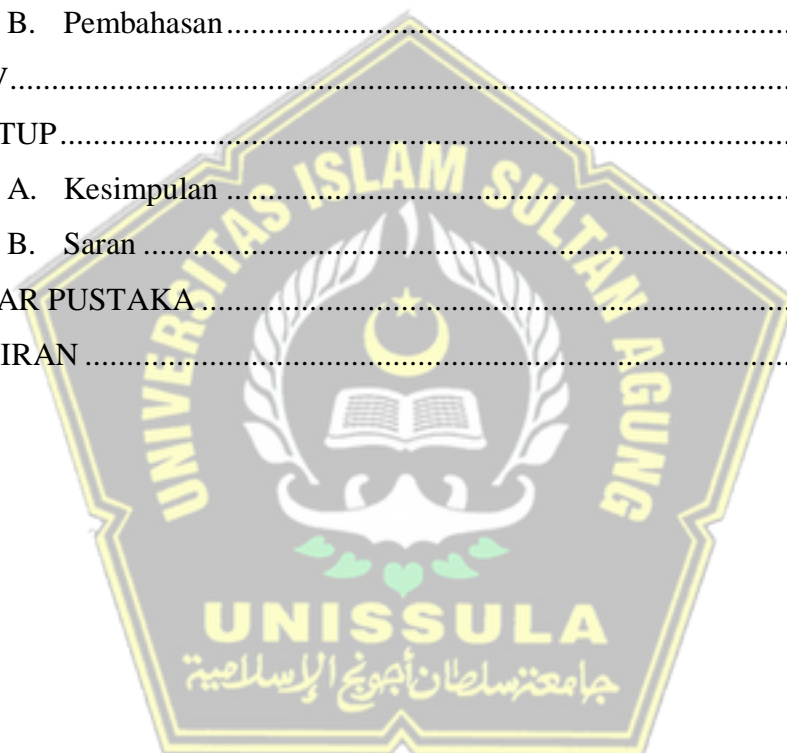 B. Pembahasan........................................................................
V........................................................................
TUP........................................................................
A. Kesimpulan ........................................................................
B. Saran ........................................................................
AR PUSTAKA ........................................................................
IRAN ........................................................................
UNIVERSITAS ISLAM SULTAN AGUNG
UNISSULA
جامعة سلطان أجونج الإسلامية